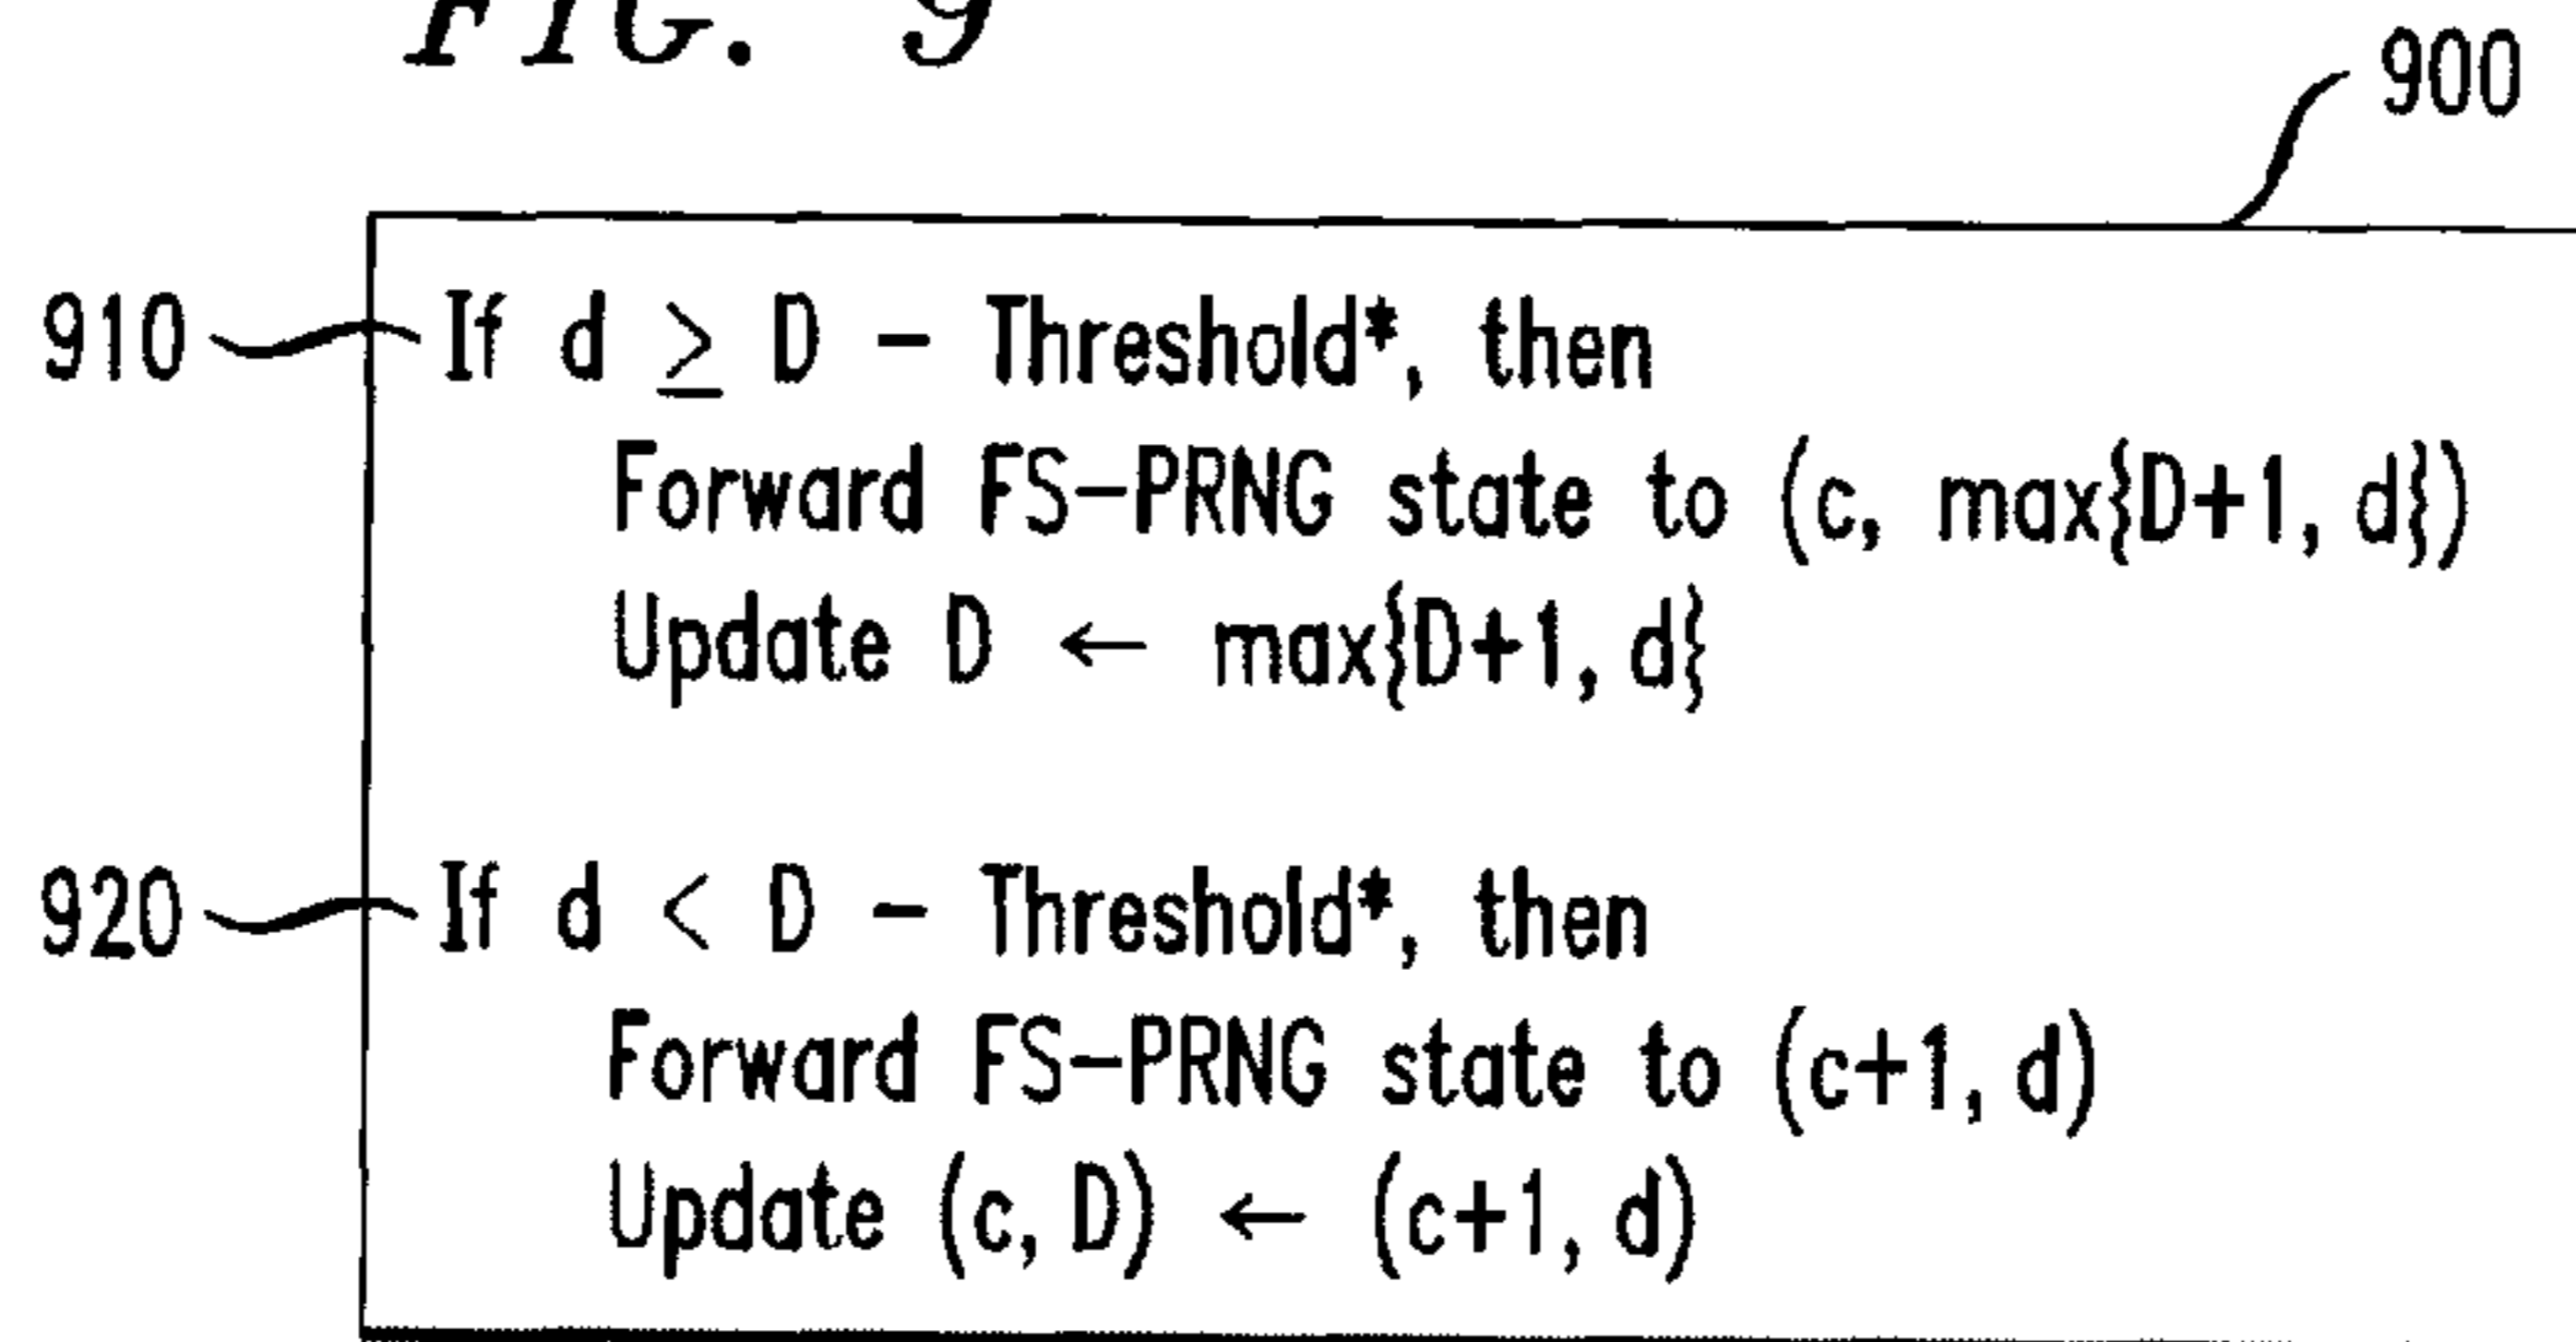 FIG. 9
900
910 If d ≥ D - Threshold*, then
Forward FS-PRNG state to (c, max{D+1, d})
Update D ← max{D+1, d{
920 If d < D - Threshold*, then
Forward FS-PRNG state to (c+1, d)
Update (c, D) ← (c+1, d)